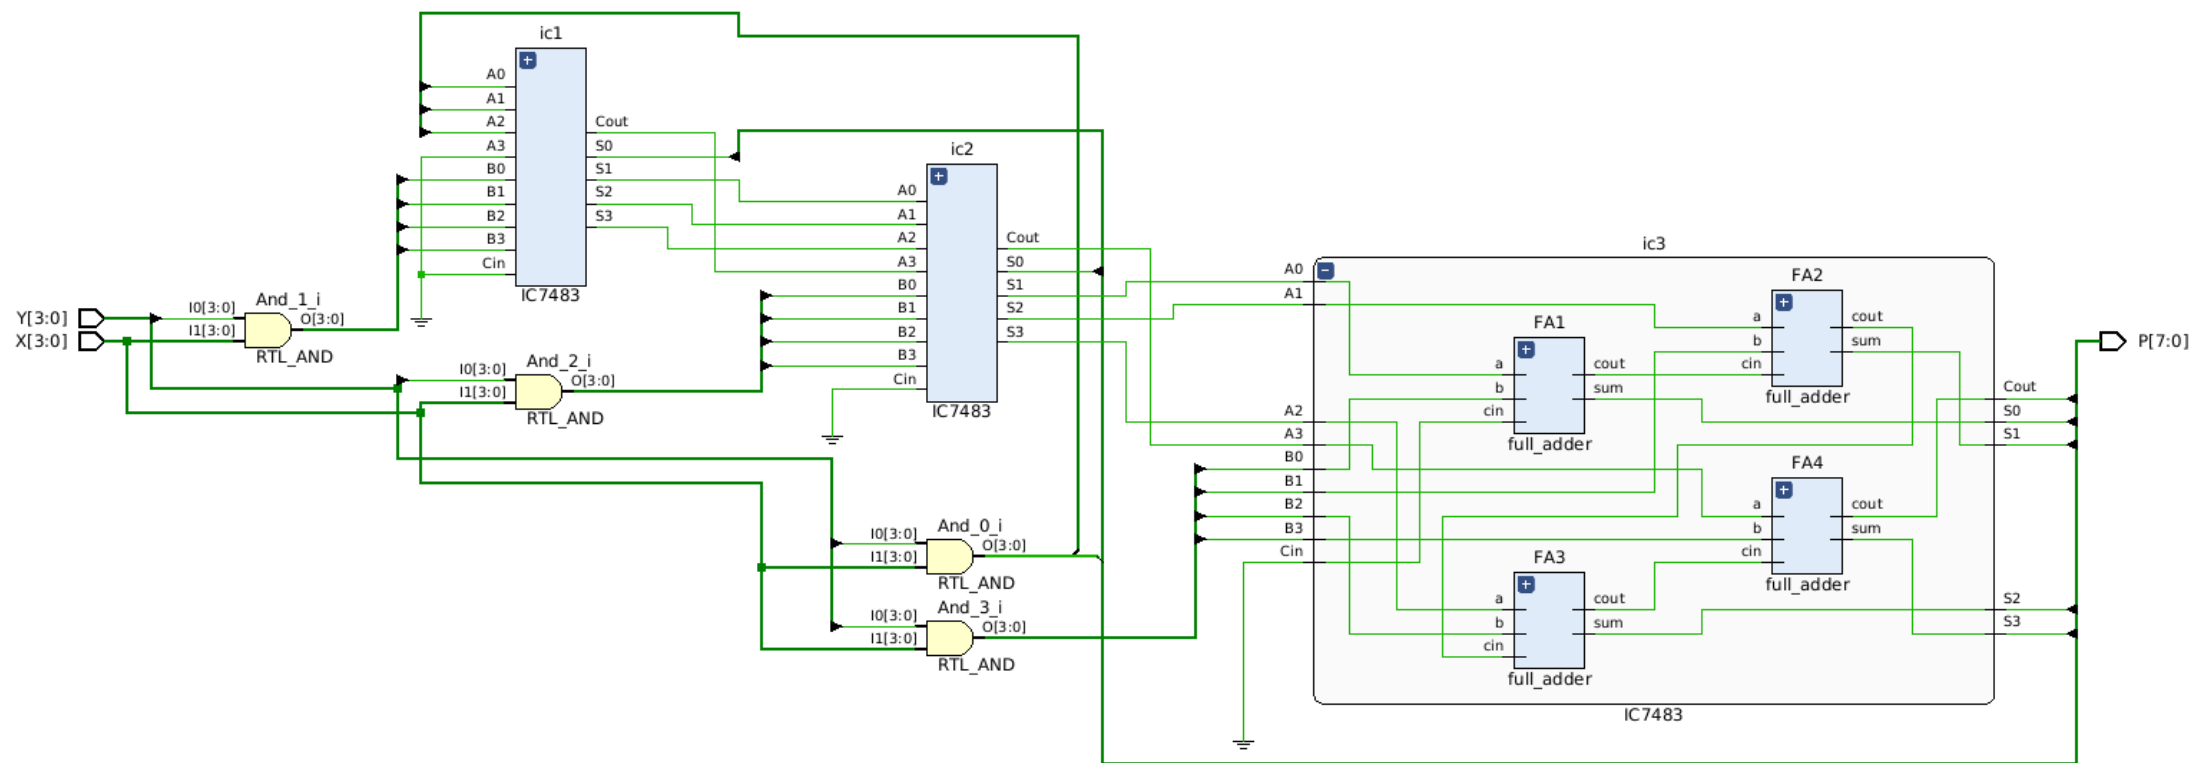 ic1
A0
A1
A2
A3
B0
B1
B2
B3
Cin
Cout
S0
S1
S2
S3
IC7483
ic2
A0
A1
A2
A3
B0
B1
B2
B3
Cin
Cout
S0
S1
S2
S3
IC7483
Y[3:0]
X[3:0]
And_1_i
I0[3:0]
I1[3:0]
O[3:0]
RTL_AND
And_2_i
I0[3:0]
I1[3:0]
O[3:0]
RTL_AND
And_0_i
I0[3:0]
I1[3:0]
O[3:0]
RTL_AND
And_3_i
I0[3:0]
I1[3:0]
O[3:0]
RTL_AND
ic3
A0
A1
A2
A3
B0
B1
B2
B3
Cin
FA1
a
b
cin
cout
sum
full_adder
FA2
a
b
cin
cout
sum
full_adder
FA3
a
b
cin
cout
sum
full_adder
FA4
a
b
cin
cout
sum
full_adder
Cout
S0
S1
S2
S3
IC7483
P[7:0]